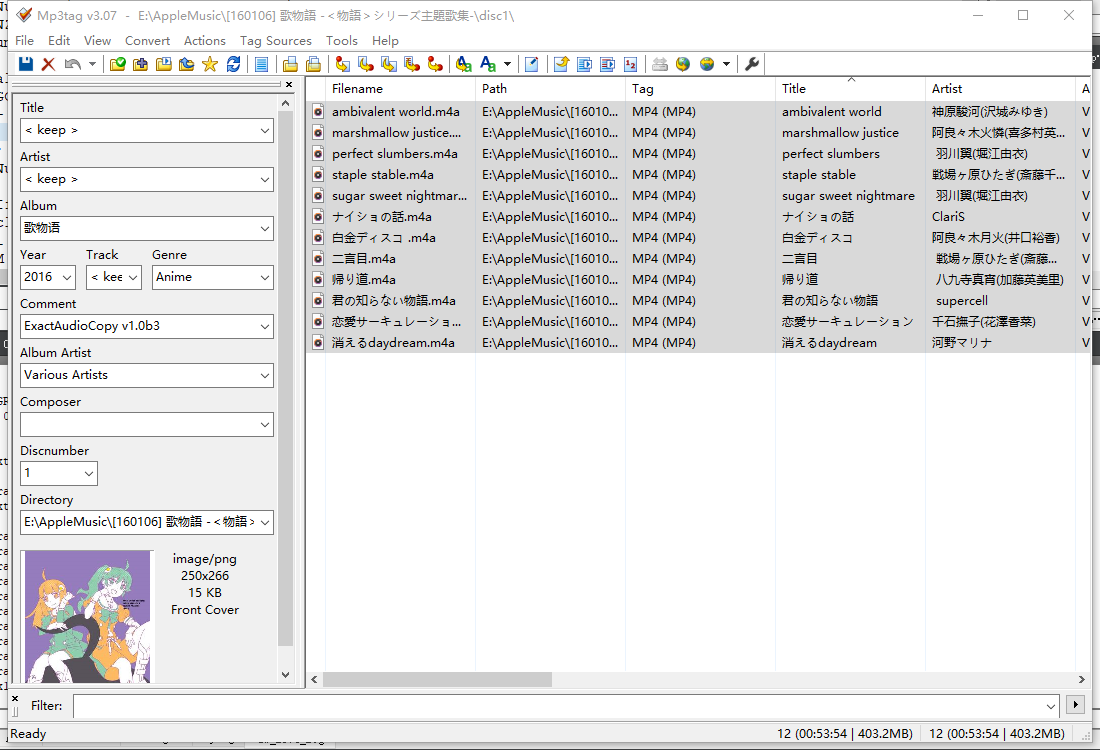 Mp3tag v3.07 - E:\AppleMusic\[160106] 歌物語 -＜物語＞シリーズ主題歌集-\disc1\
File Edit View Convert Actions Tag Sources Tools Help
Title
< keep >
Artist
< keep >
Album
歌物语
Year Track Genre
2016 < kee Anime
Comment
ExactAudioCopy v1.0b3
Album Artist
Various Artists
Composer
Discnumber
1
Directory
E:\AppleMusic\[160106] 歌物語 -＜物語＞
image/png
250x266
15 KB
Front Cover
Filename Path Tag Title Artist A
ambivalent world.m4a E:\AppleMusic\[16010... MP4 (MP4) ambivalent world 神原駿河(沢城みゆき) V
marshmallow justice.... E:\AppleMusic\[16010... MP4 (MP4) marshmallow justice 阿良々木火憐(喜多村英... V
perfect slumbers.m4a E:\AppleMusic\[16010... MP4 (MP4) perfect slumbers 羽川翼(堀江由衣) V
staple stable.m4a E:\AppleMusic\[16010... MP4 (MP4) staple stable 戦場ヶ原ひたぎ(斎藤千... V
sugar sweet nightmar... E:\AppleMusic\[16010... MP4 (MP4) sugar sweet nightmare 羽川翼(堀江由衣) V
ナイショの話.m4a E:\AppleMusic\[16010... MP4 (MP4) ナイショの話 ClariS V
白金ディスコ .m4a E:\AppleMusic\[16010... MP4 (MP4) 白金ディスコ 阿良々木月火(井口裕香) V
二言目.m4a E:\AppleMusic\[16010... MP4 (MP4) 二言目 戦場ヶ原ひたぎ(斎藤... V
帰り道.m4a E:\AppleMusic\[16010... MP4 (MP4) 帰り道 八九寺真宵(加藤英美里) V
君の知らない物語.m4a E:\AppleMusic\[16010... MP4 (MP4) 君の知らない物語 supercell V
恋愛サーキュレーショ... E:\AppleMusic\[16010... MP4 (MP4) 恋愛サーキュレーション 千石撫子(花澤香菜) V
消えるdaydream.m4a E:\AppleMusic\[16010... MP4 (MP4) 消えるdaydream 河野マリナ V
Filter:
Ready 12 (00:53:54 | 403.2MB) 12 (00:53:54 | 403.2MB)